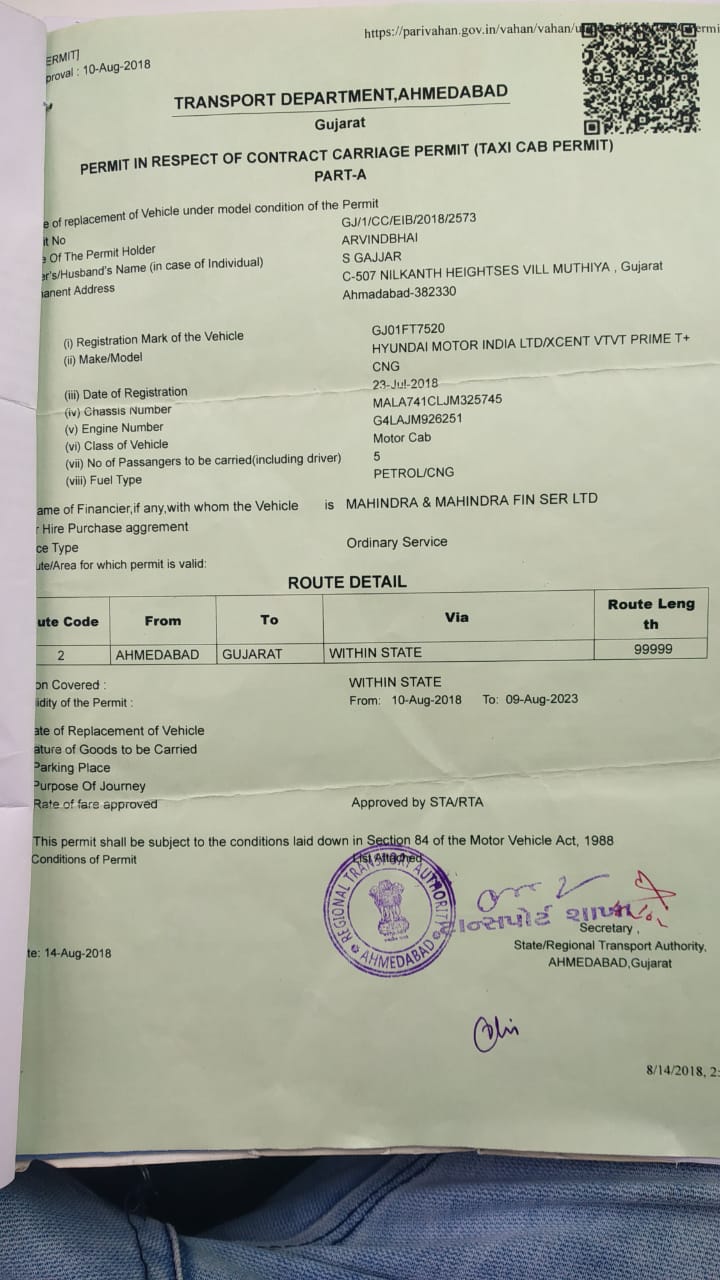 https://parivahan.gov.in/vahan/vahan/u
ermi
ERMIT]
proval : 10-Aug-2018
TRANSPORT DEPARTMENT,AHMEDABAD
Gujarat
PERMIT IN RESPECT OF CONTRACT CARRIAGE PERMIT (TAXI CAB PERMIT)
PART-A
e of replacement of Vehicle under model condition of the Permit
it No GJ/1/CC/EIB/2018/2573
e Of The Permit Holder ARVINDBHAI
er's/Husband's Name (in case of Individual) S GAJJAR
anent Address C-507 NILKANTH HEIGHTSES VILL MUTHIYA , Gujarat
Ahmadabad-382330
(i) Registration Mark of the Vehicle GJ01FT7520
(ii) Make/Model HYUNDAI MOTOR INDIA LTD/XCENT VTVT PRIME T+
CNG
(iii) Date of Registration 23-Jul-2018
(iv) Chassis Number MALA741CLJM325745
(v) Engine Number G4LAJM926251
(vi) Class of Vehicle Motor Cab
(vii) No of Passangers to be carried(including driver) 5
(viii) Fuel Type PETROL/CNG
ame of Financier,if any,with whom the Vehicle is MAHINDRA & MAHINDRA FIN SER LTD
r Hire Purchase aggrement
ce Type Ordinary Service
ute/Area for which permit is valid:
ROUTE DETAIL
ute Code From To Via Route Leng
th
2 AHMEDABAD GUJARAT WITHIN STATE 99999
on Covered : WITHIN STATE
idity of the Permit : From: 10-Aug-2018 To: 09-Aug-2023
ate of Replacement of Vehicle
ature of Goods to be Carried
Parking Place
Purpose Of Journey
Rate of fare approved Approved by STA/RTA
This permit shall be subject to the conditions laid down in Section 84 of the Motor Vehicle Act, 1988
Conditions of Permit List Attached
REGIONAL TRANSPORT AUTHORITY
AHMEDABAD
Secretary ,
te: 14-Aug-2018 State/Regional Transport Authority,
AHMEDABAD,Gujarat
8/14/2018, 2: